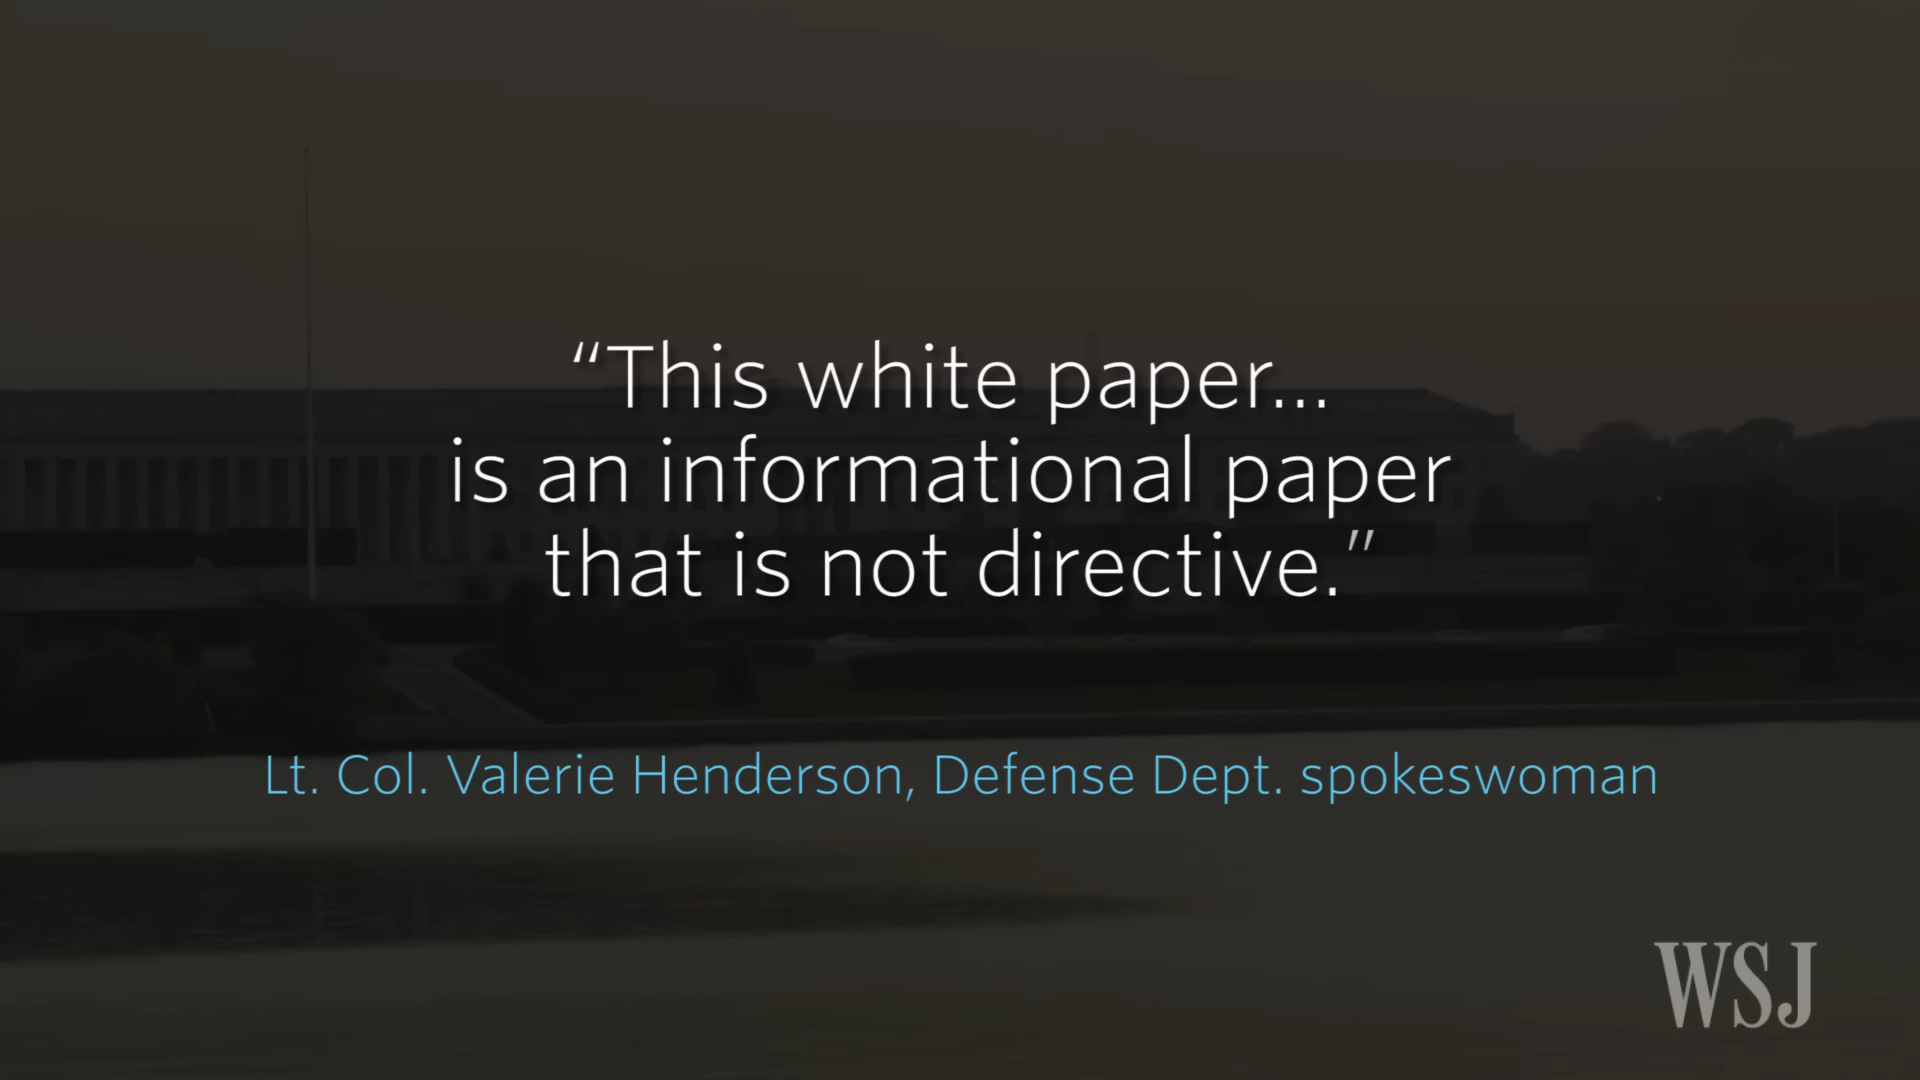 “This white paper...
is an informational paper
that is not directive.”
Lt. Col. Valerie Henderson, Defense Dept. spokeswoman
WSJ